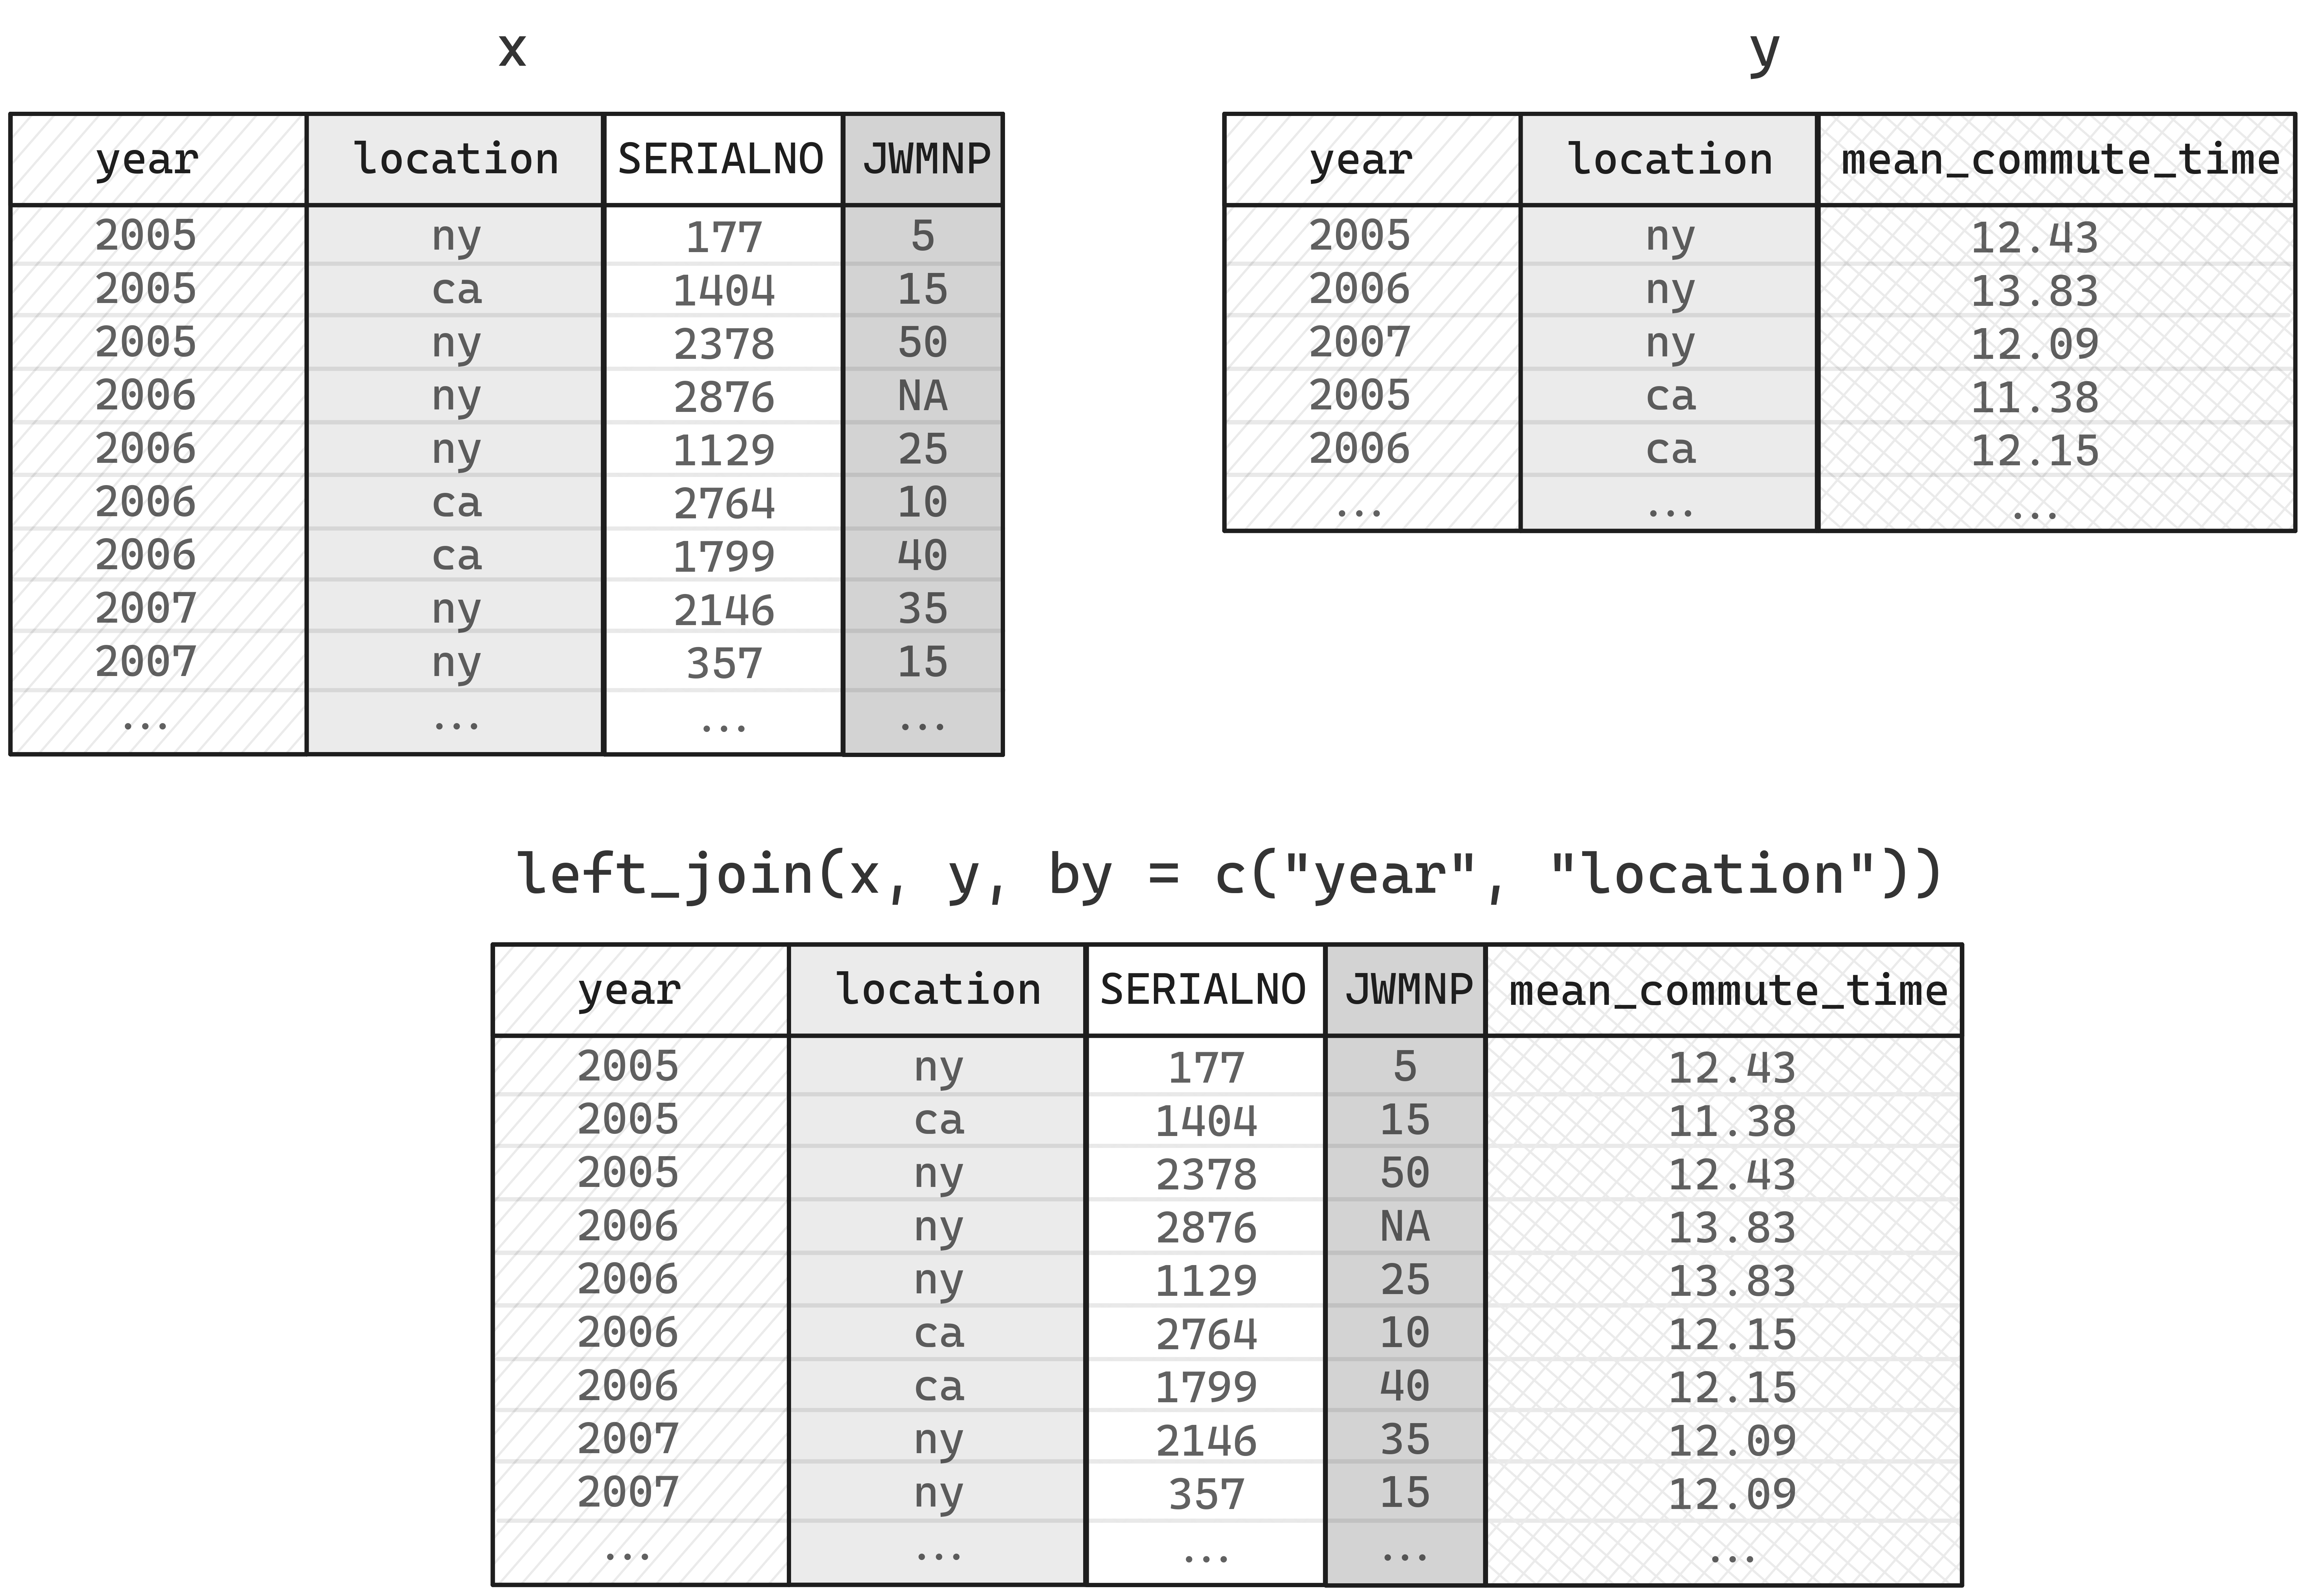 x
year location SERIALNO JWMNP
2005 ny 177 5
2005 ca 1404 15
2005 ny 2378 50
2006 ny 2876 NA
2006 ny 1129 25
2006 ca 2764 10
2006 ca 1799 40
2007 ny 2146 35
2007 ny 357 15
... ... ... ...
y
year location mean_commute_time
2005 ny 12.43
2006 ny 13.83
2007 ny 12.09
2005 ca 11.38
2006 ca 12.15
... ... ...
left_join(x, y, by = c("year", "location"))
year location SERIALNO JWMNP mean_commute_time
2005 ny 177 5 12.43
2005 ca 1404 15 11.38
2005 ny 2378 50 12.43
2006 ny 2876 NA 13.83
2006 ny 1129 25 13.83
2006 ca 2764 10 12.15
2006 ca 1799 40 12.15
2007 ny 2146 35 12.09
2007 ny 357 15 12.09
... ... ... ... ...